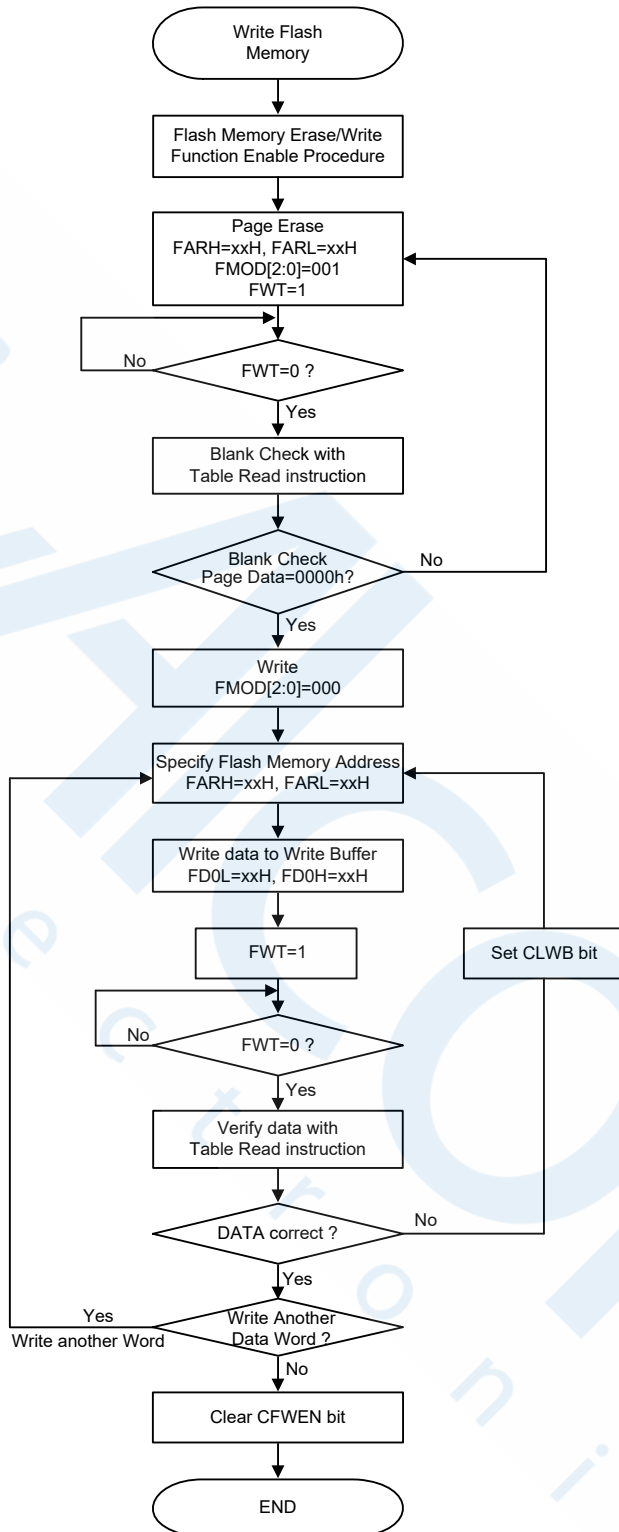 Write Flash
Memory
Flash Memory Erase/Write
Function Enable Procedure
Page Erase
FARH=xxH, FARL=xxH
FMOD[2:0]=001
FWT=1
No
FWT=0 ?
Yes
Blank Check with
Table Read instruction
Blank Check
Page Data=0000h?
No
Yes
Write
FMOD[2:0]=000
Specify Flash Memory Address
FARH=xxH, FARL=xxH
Write data to Write Buffer
FD0L=xxH, FD0H=xxH
FWT=1
Set CLWB bit
No
FWT=0 ?
Yes
Verify data with
Table Read instruction
DATA correct ?
No
Yes
Write Another
Data Word ?
Yes
Write another Word
No
Clear CFWEN bit
END